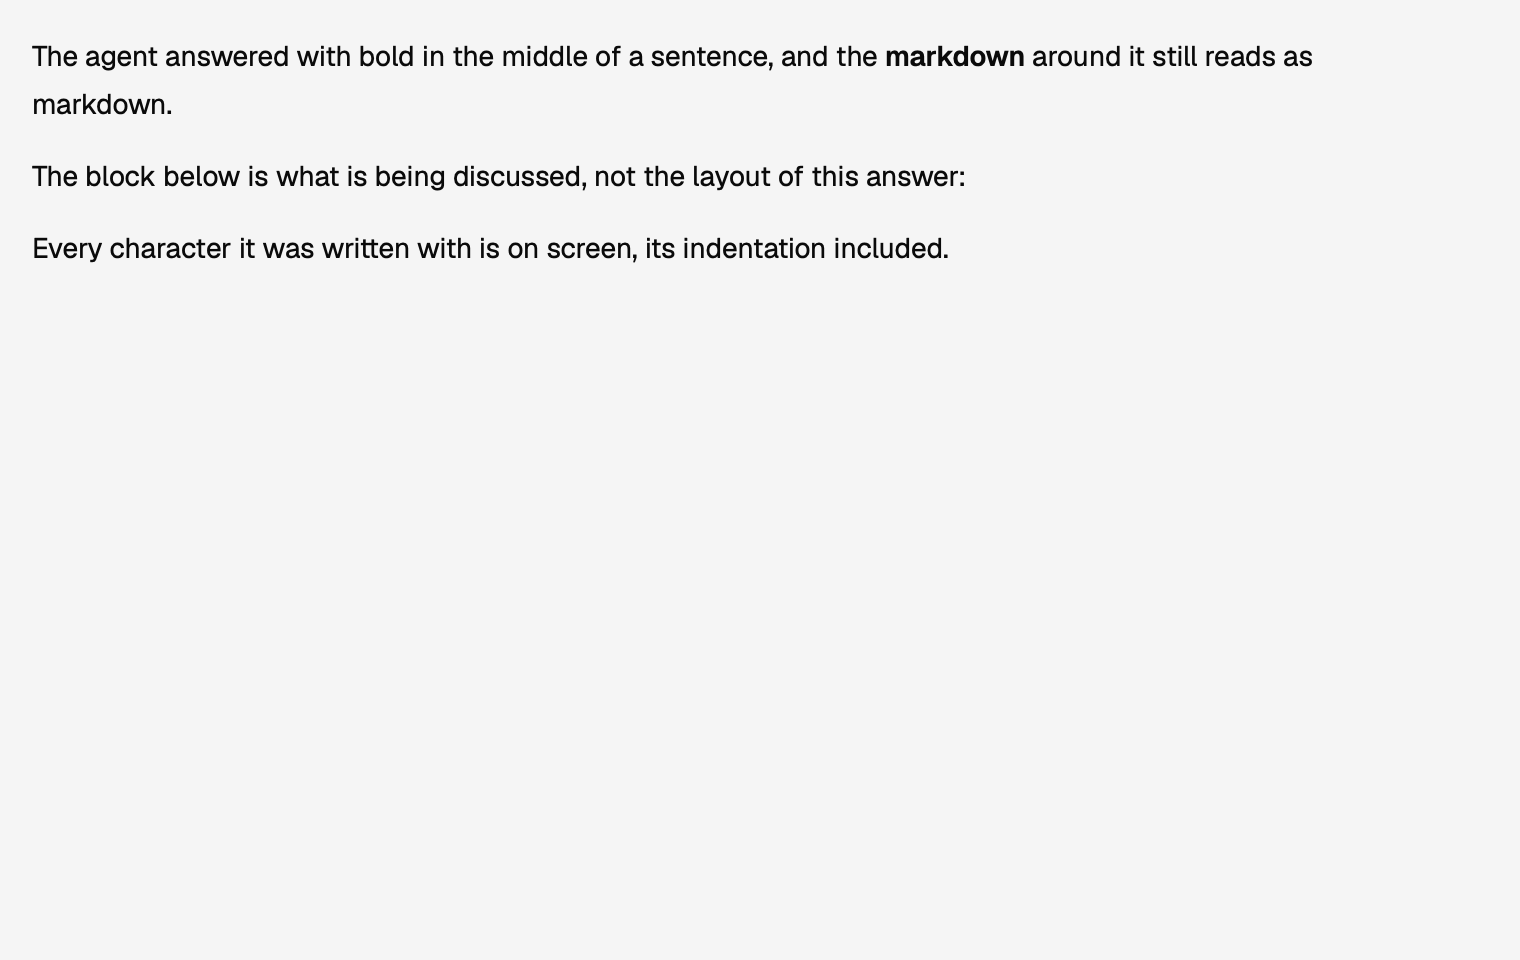 The agent answered with bold in the middle of a sentence, and the markdown around it still reads as
markdown.
The block below is what is being discussed, not the layout of this answer:
Every character it was written with is on screen, its indentation included.